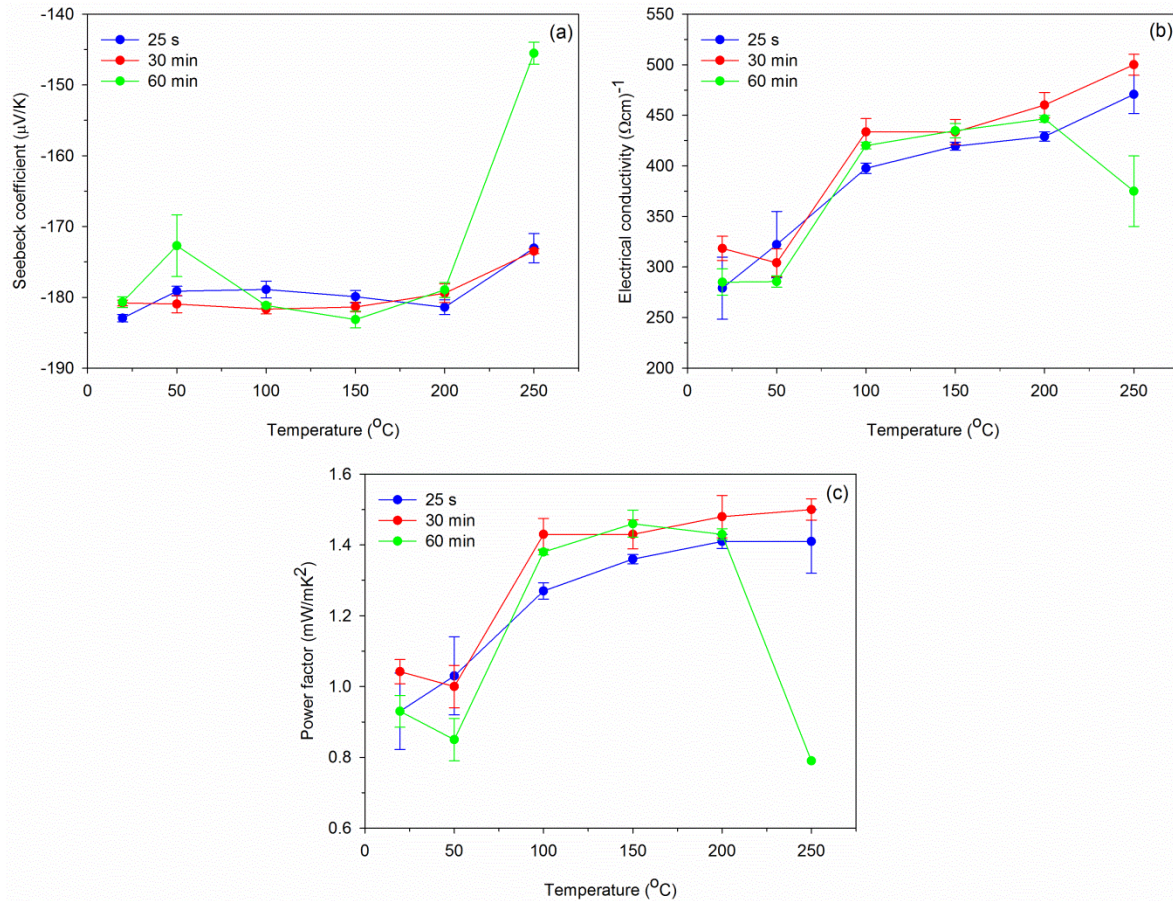 (a)
25 s
30 min
60 min
Seebeck coefficient (μV/K)
-140
-150
-160
-170
-180
-190
0 50 100 150 200 250
Temperature (°C)
(b)
25 s
30 min
60 min
Electrical conductivity (Ωcm)⁻¹
550
500
450
400
350
300
250
200
0 50 100 150 200 250
Temperature (°C)
(c)
25 s
30 min
60 min
Power factor (mW/mK²)
1.6
1.4
1.2
1.0
0.8
0.6
0 50 100 150 200 250
Temperature (°C)